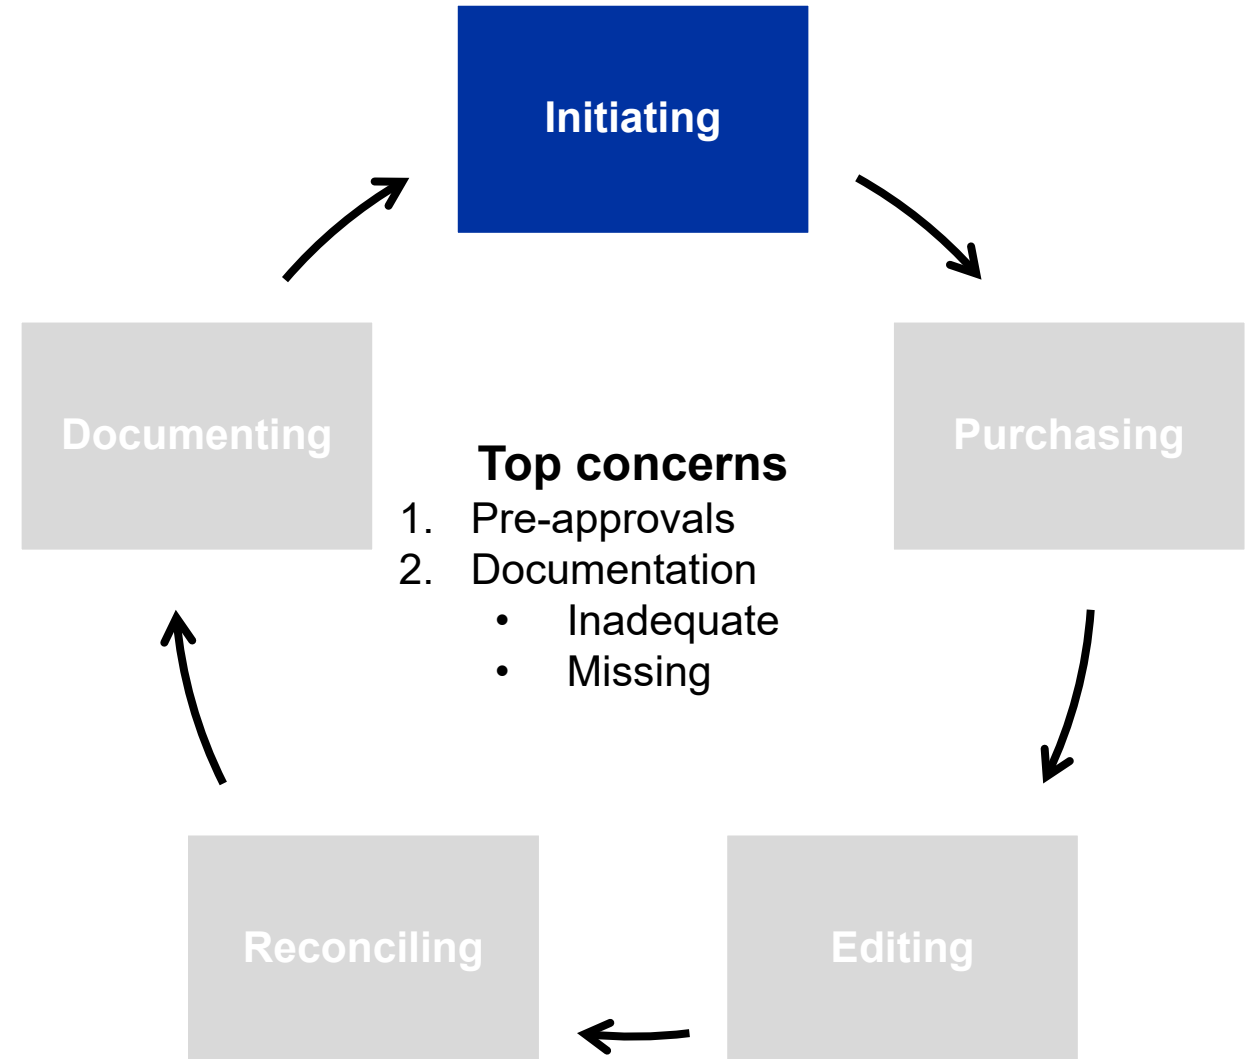 Initiating
Documenting
Purchasing
Top concerns
1. Pre-approvals
2. Documentation
• Inadequate
• Missing
Reconciling
Editing